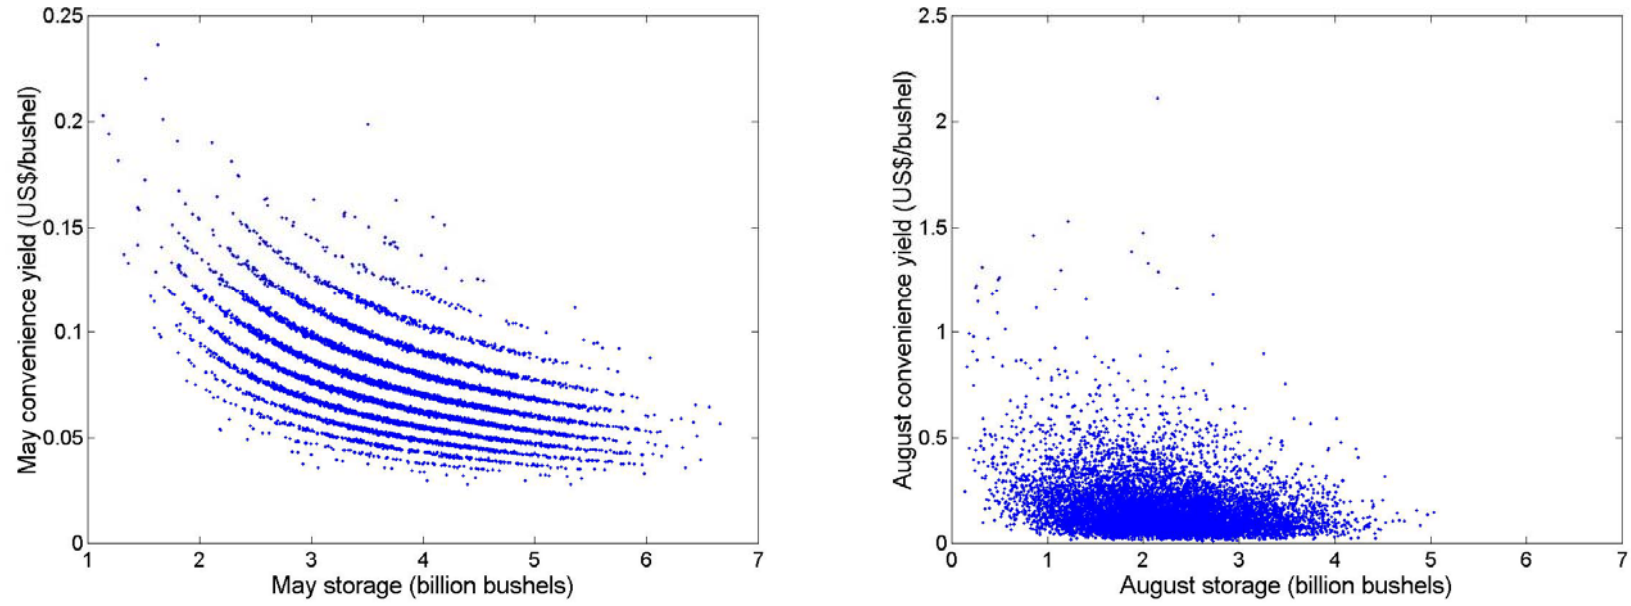 0.25
0.2
0.15
0.1
0.05
0
May convenience yield (US$/bushel)
1 2 3 4 5 6 7
May storage (billion bushels)
2.5
2
1.5
1
0.5
0
August convenience yield (US$/bushel)
0 1 2 3 4 5 6 7
August storage (billion bushels)